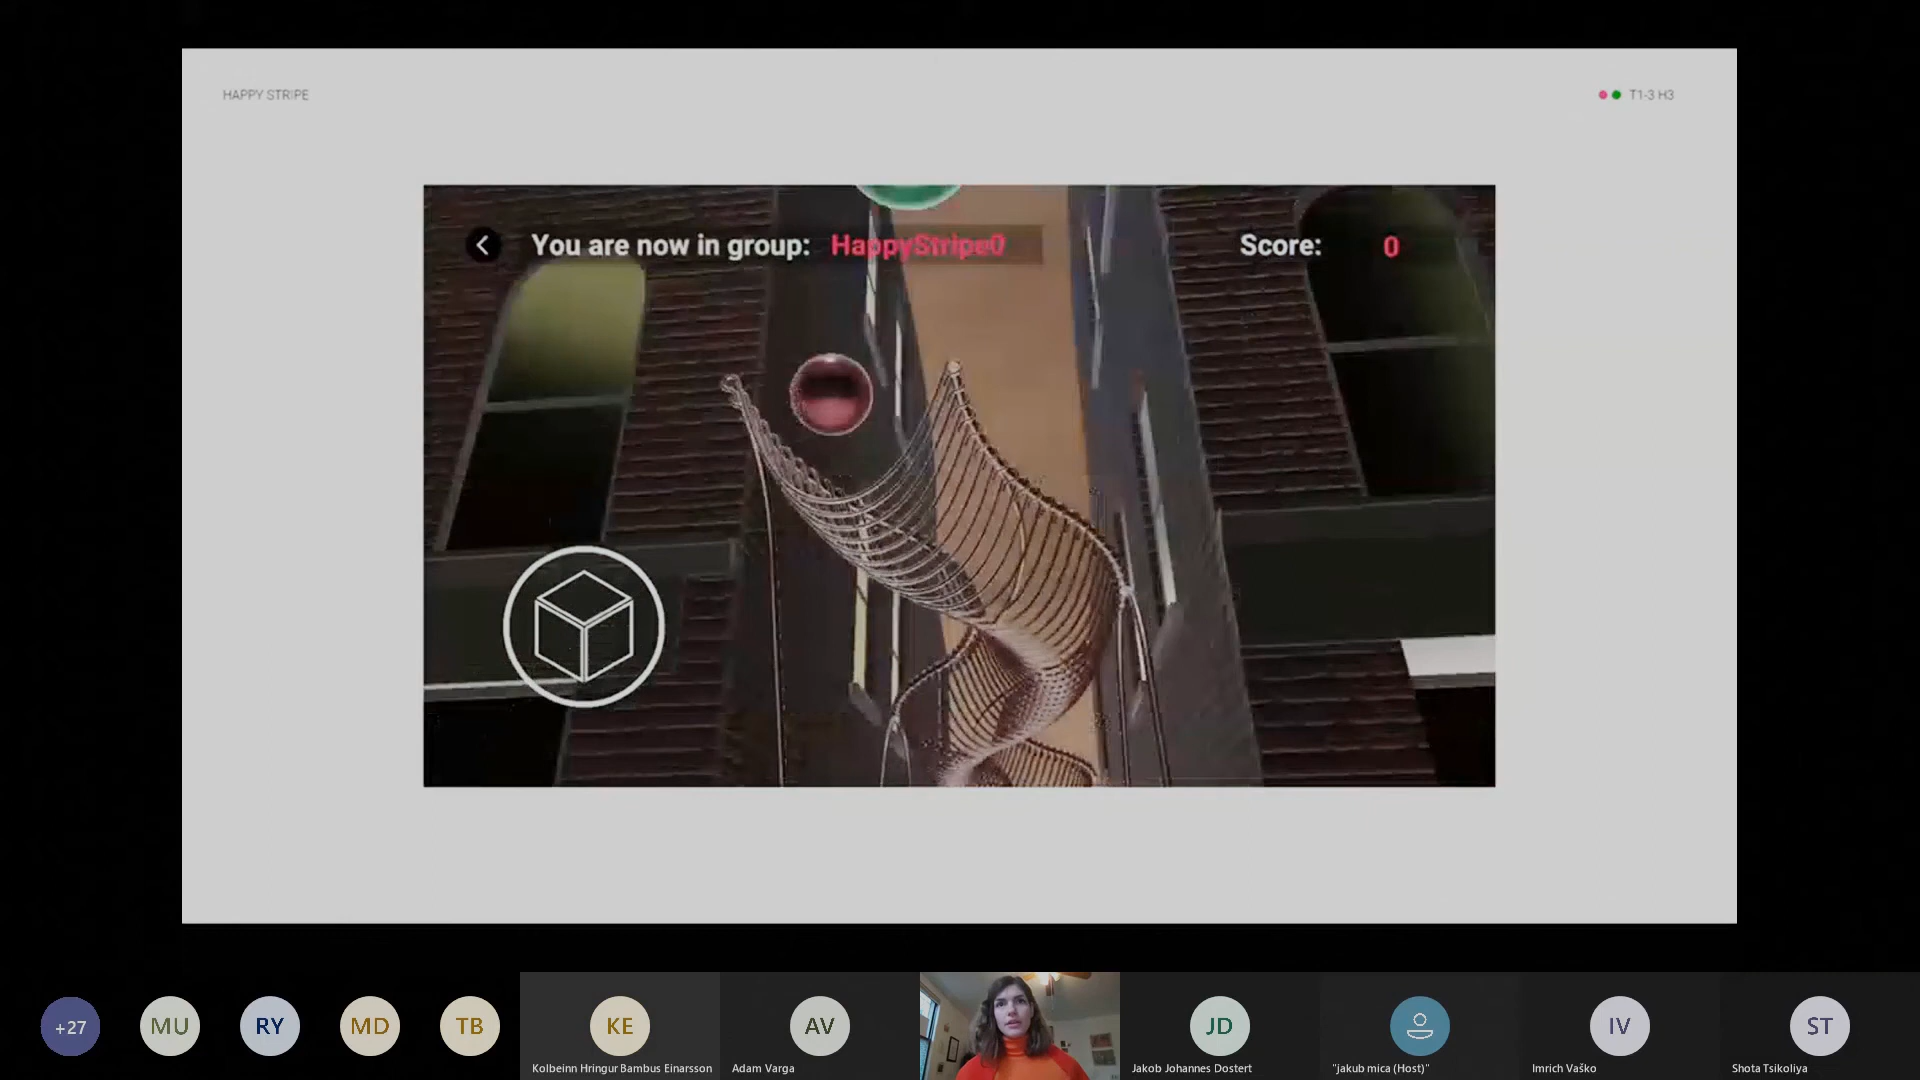 HAPPY STRIPE
T1-3 H3
You are now in group: HappyStripe0
Score: 0
+27
MU
RY
MD
TB
KE
AV
JD
IV
ST
Kolbeinn Hringur Bambus Einarsson
Adam Varga
Jakob Johannes Dostert
"jakub mica (Host)"
Imrich Vaško
Shota Tsikoliya